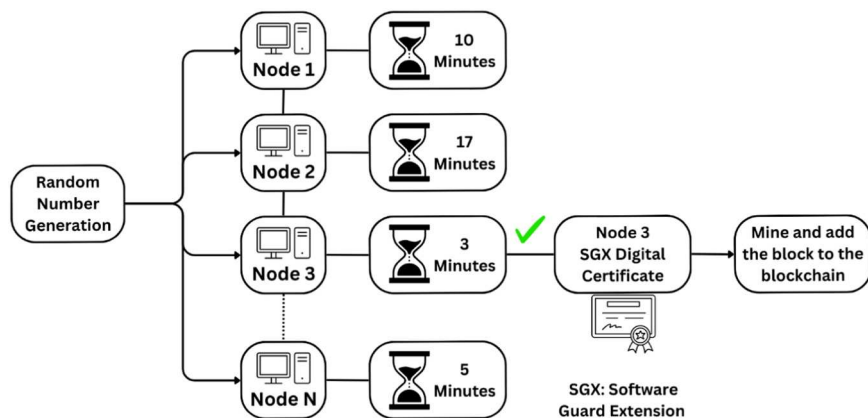 Random
Number
Generation
Node 1
10
Minutes
Node 2
17
Minutes
Node 3
3
Minutes
Node 3
SGX Digital
Certificate
Mine and add
the block to the
blockchain
Node N
5
Minutes
SGX: Software
Guard Extension